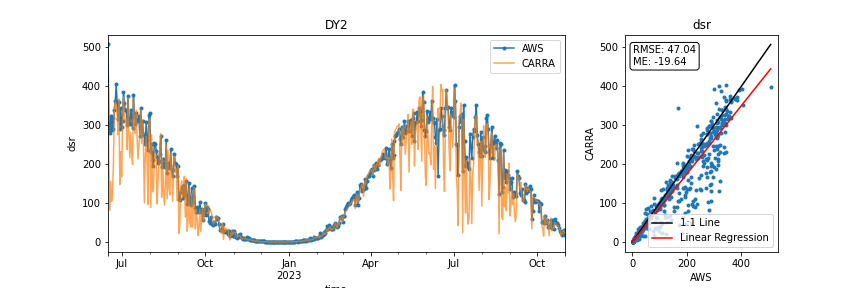 DY2
dsr
500
400
300
200
100
0
dsr
AWS
CARRA
Jul
Oct
Jan
2023
Apr
Jul
Oct
time
dsr
500
400
300
200
100
0
CARRA
RMSE: 47.04
ME: -19.64
1:1 Line
Linear Regression
0
200
400
AWS